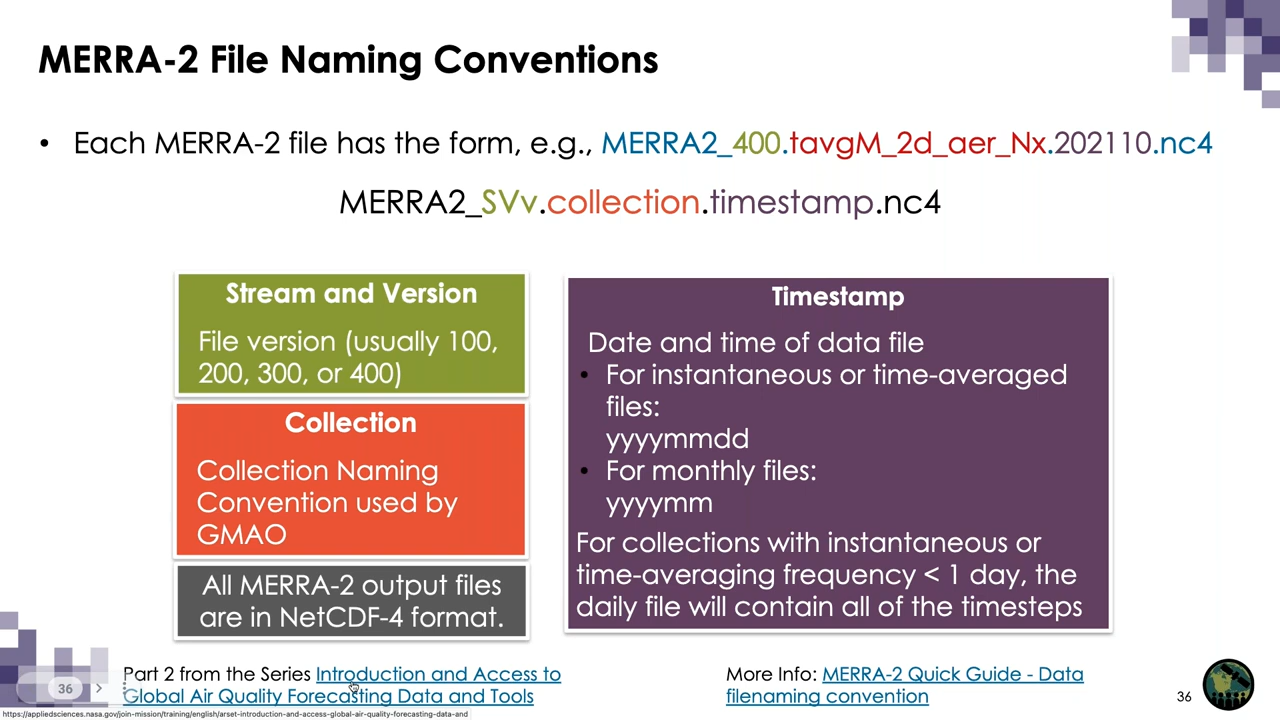 MERRA-2 File Naming Conventions
• Each MERRA-2 file has the form, e.g., MERRA2_400.tavgM_2d_aer_Nx.202110.nc4
MERRA2_SVv.collection.timestamp.nc4
Stream and Version
File version (usually 100,
200, 300, or 400)
Collection
Collection Naming
Convention used by
GMAO
All MERRA-2 output files
are in NetCDF-4 format.
Timestamp
Date and time of data file
• For instantaneous or time-averaged
files:
yyyymmdd
• For monthly files:
yyyymm
For collections with instantaneous or
time-averaging frequency < 1 day, the
daily file will contain all of the timesteps
Part 2 from the Series Introduction and Access to
Global Air Quality Forecasting Data and Tools
More Info: MERRA-2 Quick Guide - Data
filenaming convention
36
36
https://appliedsciences.nasa.gov/join-mission/training/english/arset-introduction-and-access-global-air-quality-forecasting-data-and